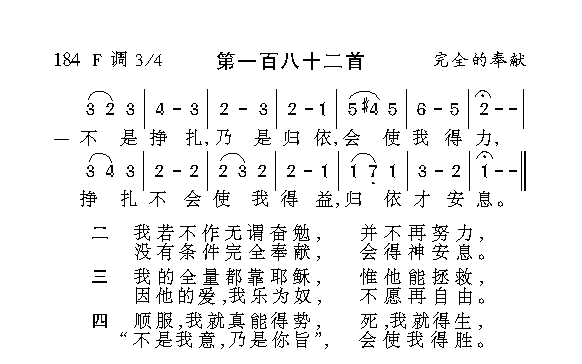 184 F 调 3/4 第一百八十二首 完全的奉献
3 2 3 | 4 - 3 | 2 - 3 | 2 - 1 | 5 #4 5 | 6 - 5 | 2 - - |
一 不 是 挣 扎, 乃 是 归 依, 会 使 我 得 力,
3 4 3 | 2 - 2 | 2 3 2 | 2 - 1 | 1 7 1 | 3 - 2 | 1 - - ‖
挣 扎 不 会 使 我 得 益, 归 依 才 安 息。
二 我若不作无谓奋勉, 并不再努力,
没有条件完全奉献, 会得神安息。
三 我的全量都靠耶稣, 惟他能拯救,
因他的爱,我乐为奴, 不愿再自由。
四 顺服,我就真能得势, 死,我就得生,
“不是我意,乃是你旨”, 会使我得胜。